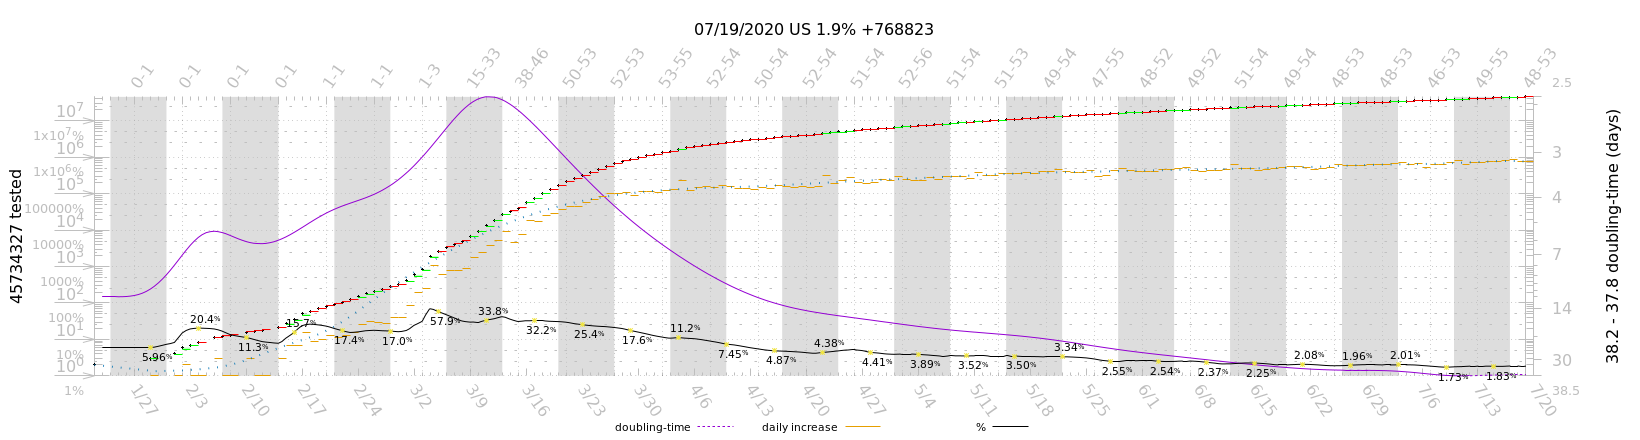 07/19/2020 US 1.9% +768823
0-1 0-1 0-1 0-1 1-1 1-1 1-3 15-33 38-46 50-53 52-53 53-55 52-54 50-54 52-54 51-54 52-56 51-54 51-53 49-54 47-55 48-52 49-52 51-54 49-54 48-53 48-53 46-53 49-55 48-53
45734327 tested
10⁷
1x10⁷%
10⁶
1x10⁶%
10⁵
100000%
10⁴
10000%
10³
1000%
10²
100%
10¹
10%
10⁰
1%
2.5
3
4
7
14
30
38.5
38.2 - 37.8 doubling-time (days)
5.96% 20.4% 11.3% 15.7% 17.4% 17.0% 57.9% 33.8% 32.2% 25.4% 17.6% 11.2% 7.45% 4.87% 4.38% 4.41% 3.89% 3.52% 3.50% 3.34% 2.55% 2.54% 2.37% 2.25% 2.08% 1.96% 2.01% 1.73% 1.83%
1/27 2/3 2/10 2/17 2/24 3/2 3/9 3/16 3/23 3/30 4/6 4/13 4/20 4/27 5/4 5/11 5/18 5/25 6/1 6/8 6/15 6/22 6/29 7/6 7/13 7/20
doubling-time daily increase %